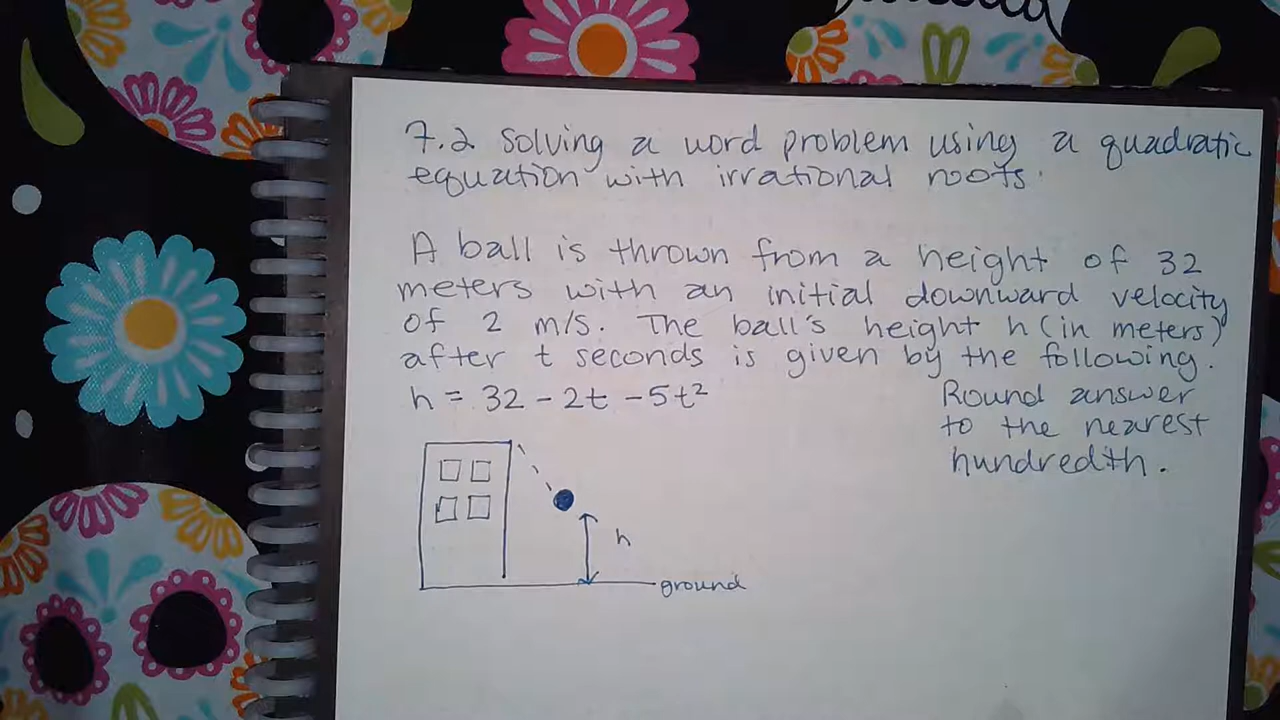 7.2 Solving a word problem using a quadratic
equation with irrational roots.
A ball is thrown from a height of 32
meters with an initial downward velocity
of 2 m/s. The ball's height h (in meters)
after t seconds is given by the following.
h = 32 - 2t - 5t²
Round answer
to the nearest
hundredth.
h
ground